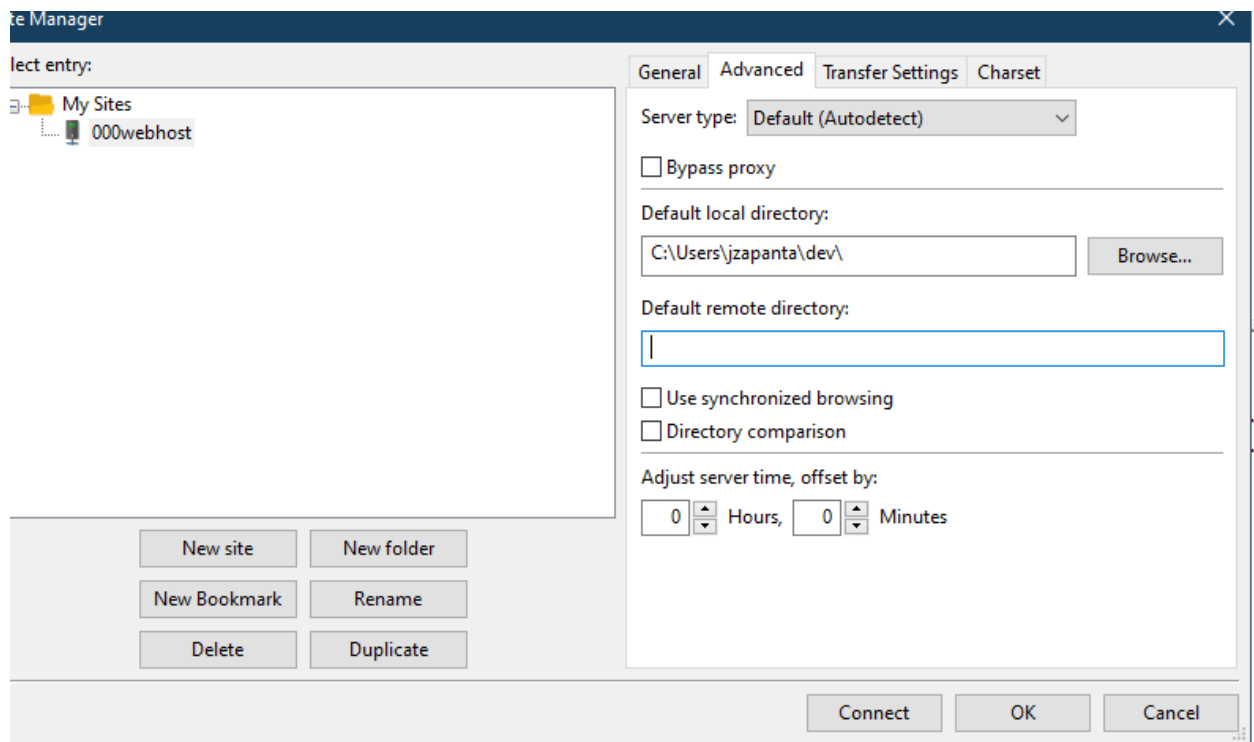 te Manager
lect entry:
My Sites
000webhost
New site
New folder
New Bookmark
Rename
Delete
Duplicate
General
Advanced
Transfer Settings
Charset
Server type:
Default (Autodetect)
Bypass proxy
Default local directory:
C:\Users\jzapanta\dev\
Browse...
Default remote directory:
Use synchronized browsing
Directory comparison
Adjust server time, offset by:
0 Hours, 0 Minutes
Connect
OK
Cancel